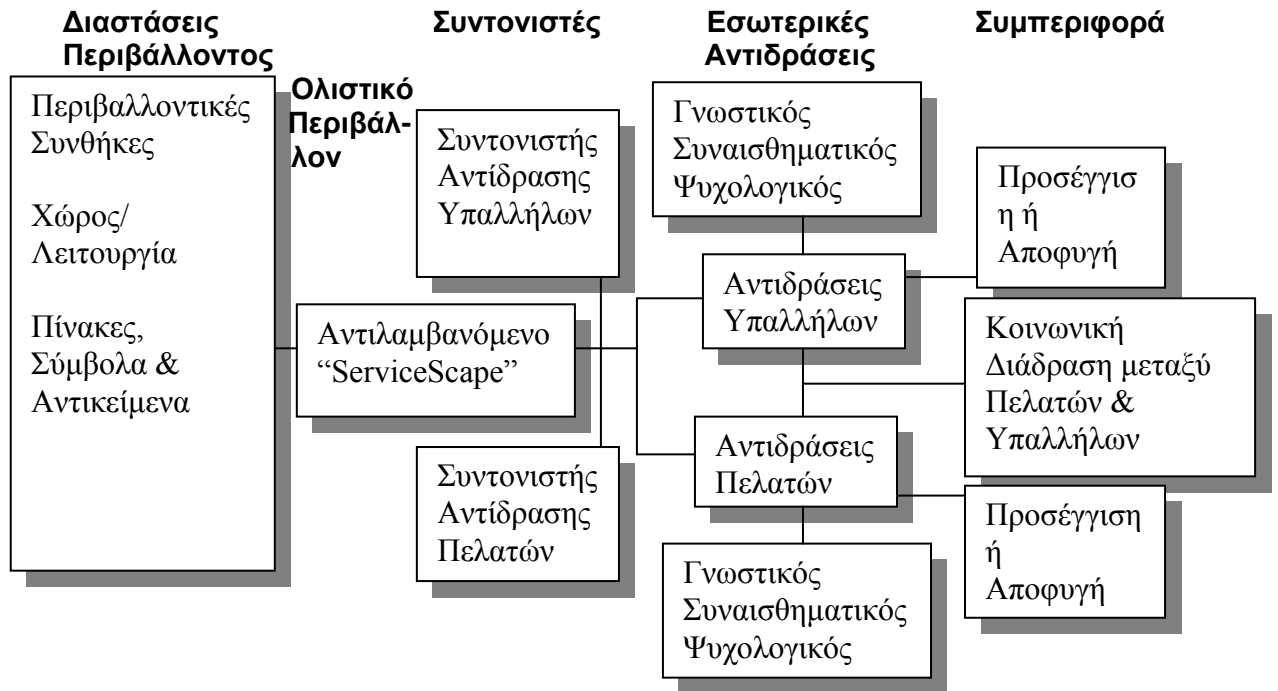 Διαστάσεις
Περιβάλλοντος
Ολιστικό
Περιβάλ-
λον
Συντονιστές
Εσωτερικές
Αντιδράσεις
Συμπεριφορά
Περιβαλλοντικές
Συνθήκες
Χώρος/
Λειτουργία
Πίνακες,
Σύμβολα &
Αντικείμενα
Αντιλαμβανόμενο
“ServiceScape”
Συντονιστής
Αντίδρασης
Υπαλλήλων
Συντονιστής
Αντίδρασης
Πελατών
Γνωστικός
Συναισθηματικός
Ψυχολογικός
Αντιδράσεις
Υπαλλήλων
Αντιδράσεις
Πελατών
Γνωστικός
Συναισθηματικός
Ψυχολογικός
Προσέγγισ
η ή
Αποφυγή
Κοινωνική
Διάδραση μεταξύ
Πελατών &
Υπαλλήλων
Προσέγγιση
ή
Αποφυγή